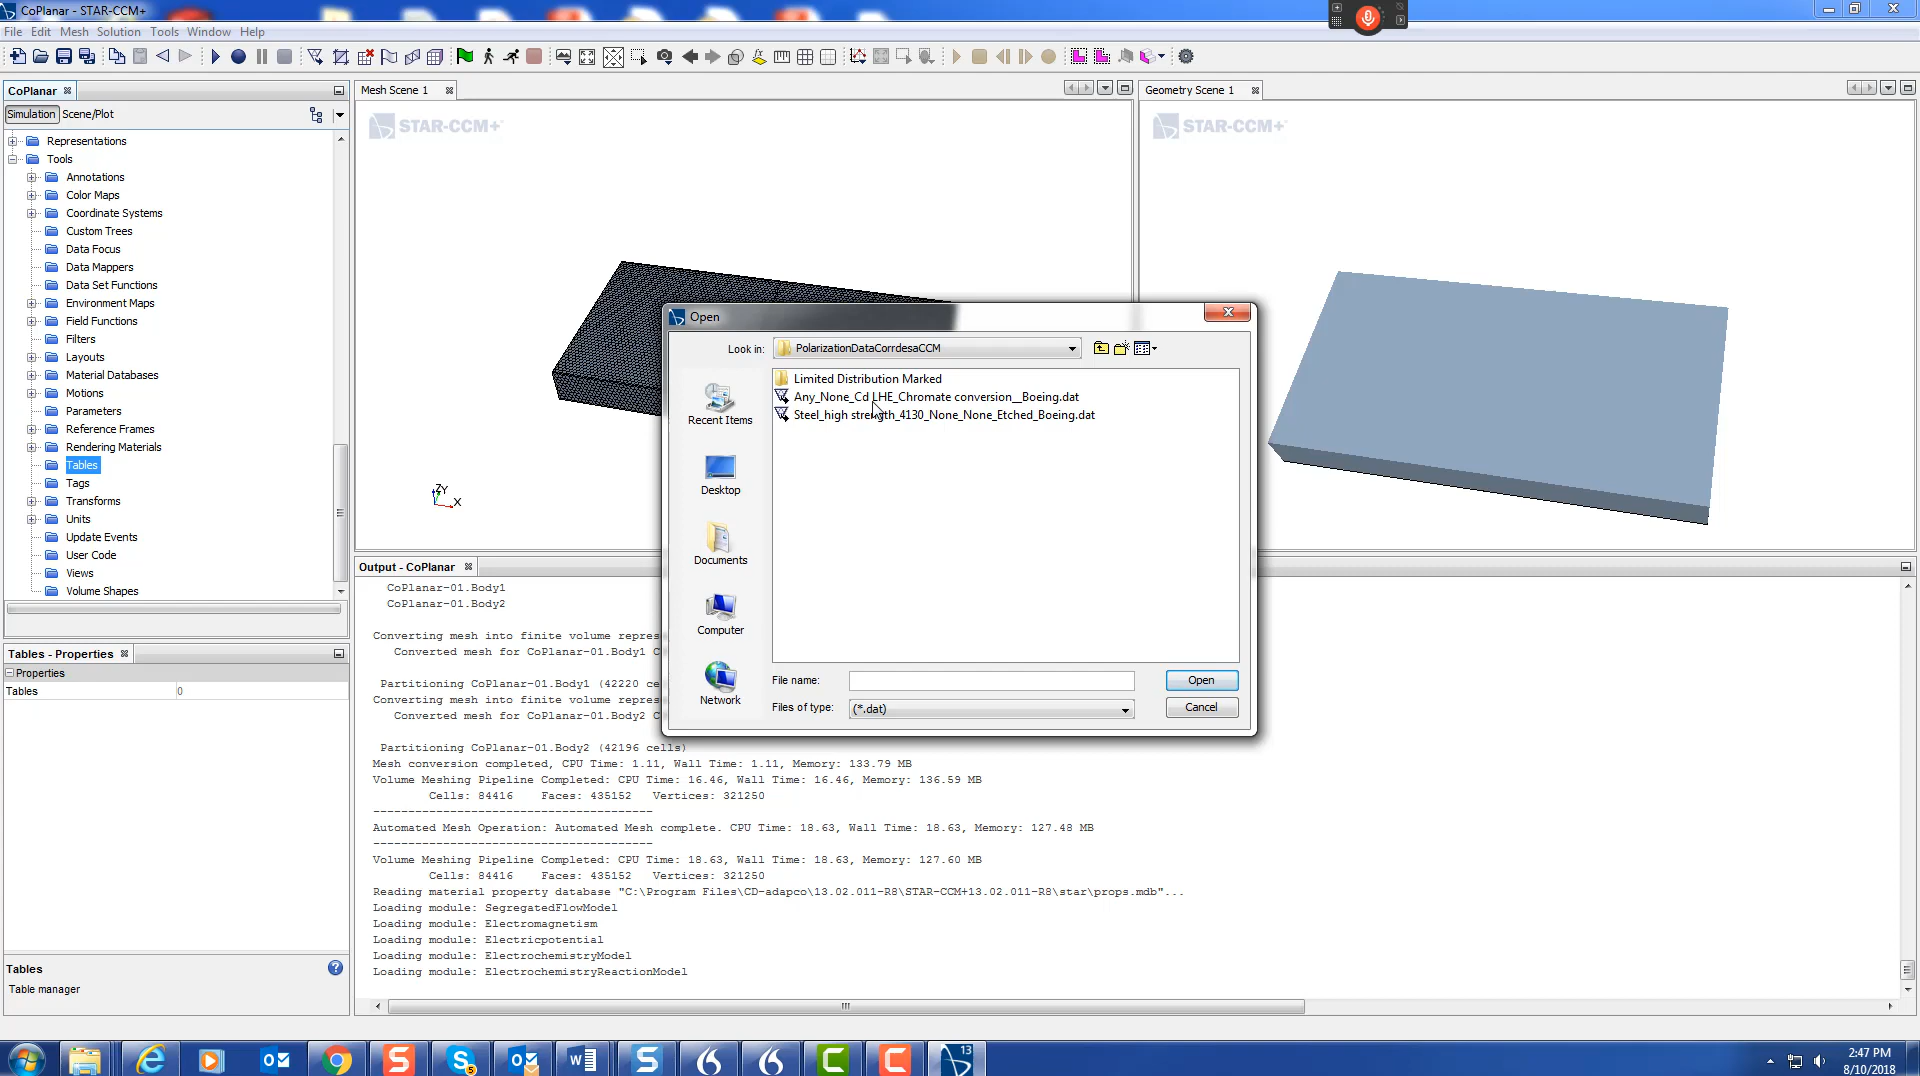 CoPlanar - STAR-CCM+
File Edit Mesh Solution Tools Window Help
CoPlanar
Simulation Scene/Plot
Representations
Tools
Annotations
Color Maps
Coordinate Systems
Custom Trees
Data Focus
Data Mappers
Data Set Functions
Environment Maps
Field Functions
Filters
Layouts
Material Databases
Motions
Parameters
Reference Frames
Rendering Materials
Tables
Tags
Transforms
Units
Update Events
User Code
Views
Volume Shapes
Tables - Properties
Properties
Tables 0
Tables
Table manager
Mesh Scene 1
STAR-CCM+
ZY
X
Geometry Scene 1
STAR-CCM+
Open
Look in: PolarizationDataCorrdesaCCM
Recent Items
Desktop
Documents
Computer
Network
Limited Distribution Marked
Any_None_Cd LHE_Chromate conversion__Boeing.dat
Steel_high strength_4130_None_None_Etched_Boeing.dat
File name:
Open
Files of type: (*.dat)
Cancel
Output - CoPlanar
CoPlanar-01.Body1
CoPlanar-01.Body2
Converting mesh into finite volume repres
Converted mesh for CoPlanar-01.Body1 C
Partitioning CoPlanar-01.Body1 (42220 ce
Converting mesh into finite volume repres
Converted mesh for CoPlanar-01.Body2 C
Partitioning CoPlanar-01.Body2 (42196 cells)
Mesh conversion completed, CPU Time: 1.11, Wall Time: 1.11, Memory: 133.79 MB
Volume Meshing Pipeline Completed: CPU Time: 16.46, Wall Time: 16.46, Memory: 136.59 MB
Cells: 84416 Faces: 435152 Vertices: 321250
----------------------------------------
Automated Mesh Operation: Automated Mesh complete. CPU Time: 18.63, Wall Time: 18.63, Memory: 127.48 MB
----------------------------------------
Volume Meshing Pipeline Completed: CPU Time: 18.63, Wall Time: 18.63, Memory: 127.60 MB
Cells: 84416 Faces: 435152 Vertices: 321250
Reading material property database "C:\Program Files\CD-adapco\13.02.011-R8\STAR-CCM+13.02.011-R8\star\props.mdb"...
Loading module: SegregatedFlowModel
Loading module: Electromagnetism
Loading module: Electricpotential
Loading module: ElectrochemistryModel
Loading module: ElectrochemistryReactionModel
13
2:47 PM
8/10/2018